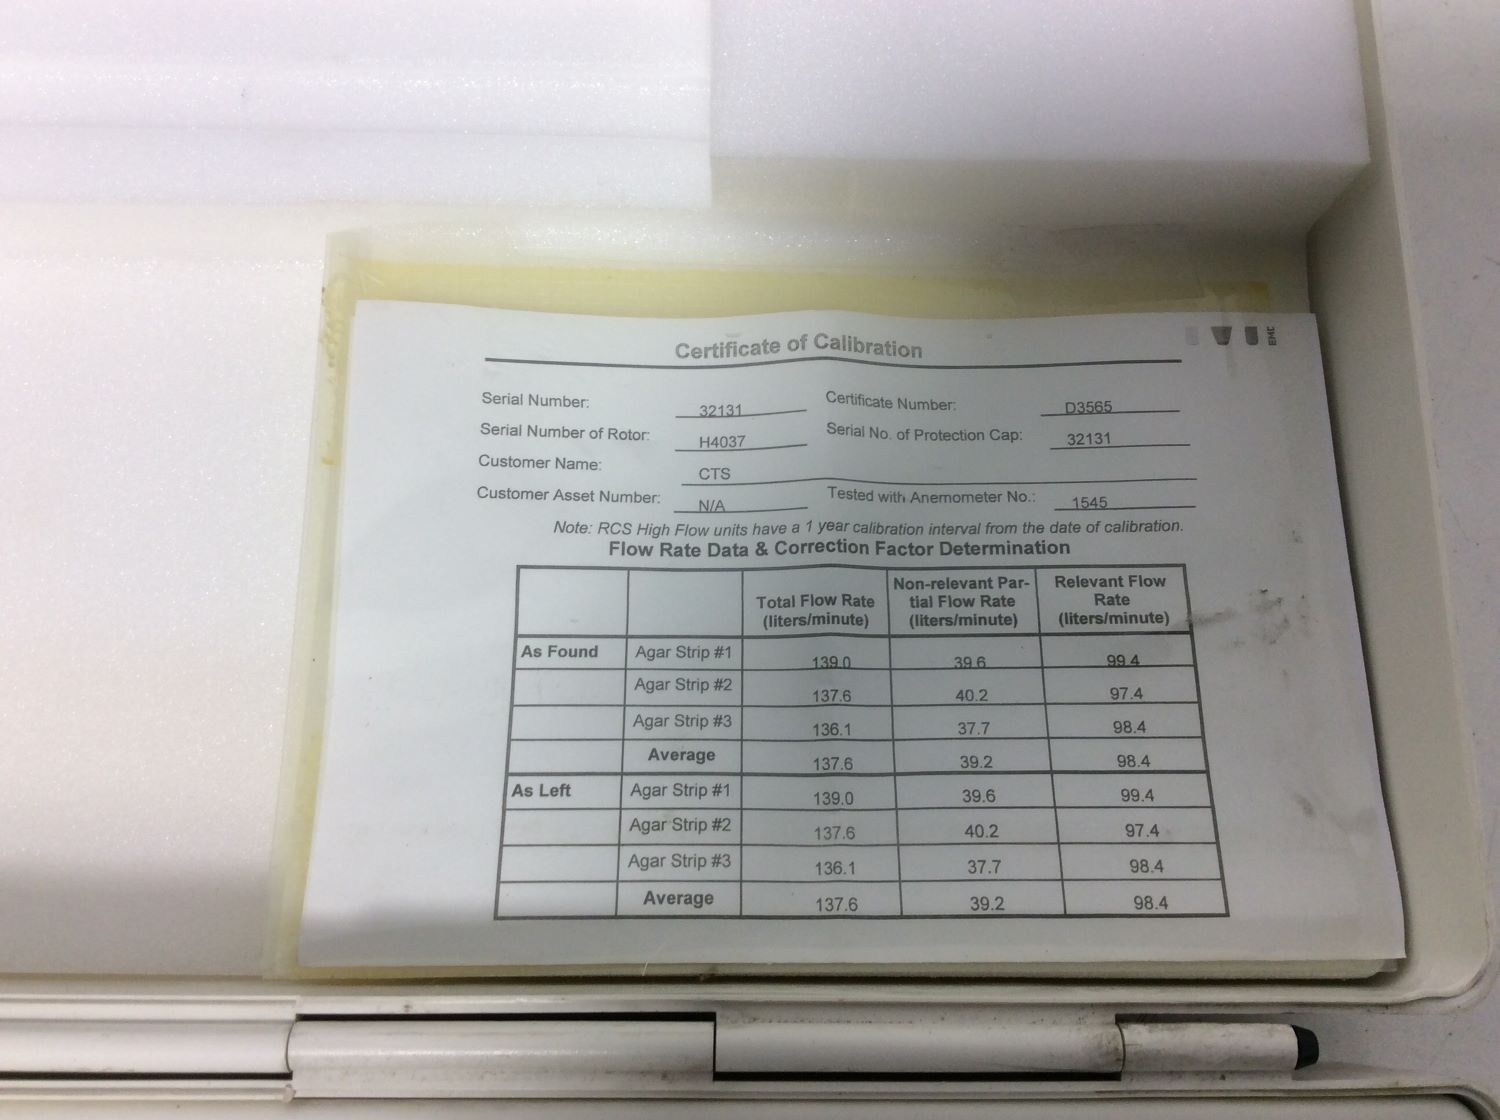 EMC
Certificate of Calibration
Serial Number: 32131 Certificate Number: D3565
Serial Number of Rotor: H4037 Serial No. of Protection Cap: 32131
Customer Name: CTS
Customer Asset Number: N/A Tested with Anemometer No.: 1545
Note: RCS High Flow units have a 1 year calibration interval from the date of calibration.
Flow Rate Data & Correction Factor Determination
Total Flow Rate (liters/minute) Non-relevant Par-tial Flow Rate (liters/minute) Relevant Flow Rate (liters/minute)
As Found Agar Strip #1 139.0 39.6 99.4
Agar Strip #2 137.6 40.2 97.4
Agar Strip #3 136.1 37.7 98.4
Average 137.6 39.2 98.4
As Left Agar Strip #1 139.0 39.6 99.4
Agar Strip #2 137.6 40.2 97.4
Agar Strip #3 136.1 37.7 98.4
Average 137.6 39.2 98.4